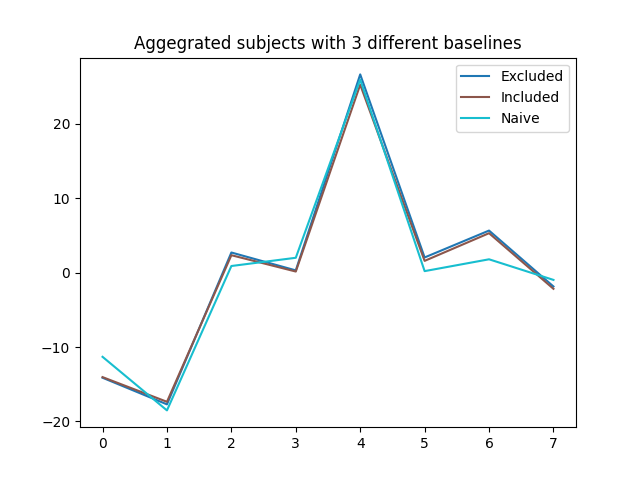 Aggegrated subjects with 3 different baselines
Excluded
Included
Naive
20
10
0
−10
−20
0 1 2 3 4 5 6 7